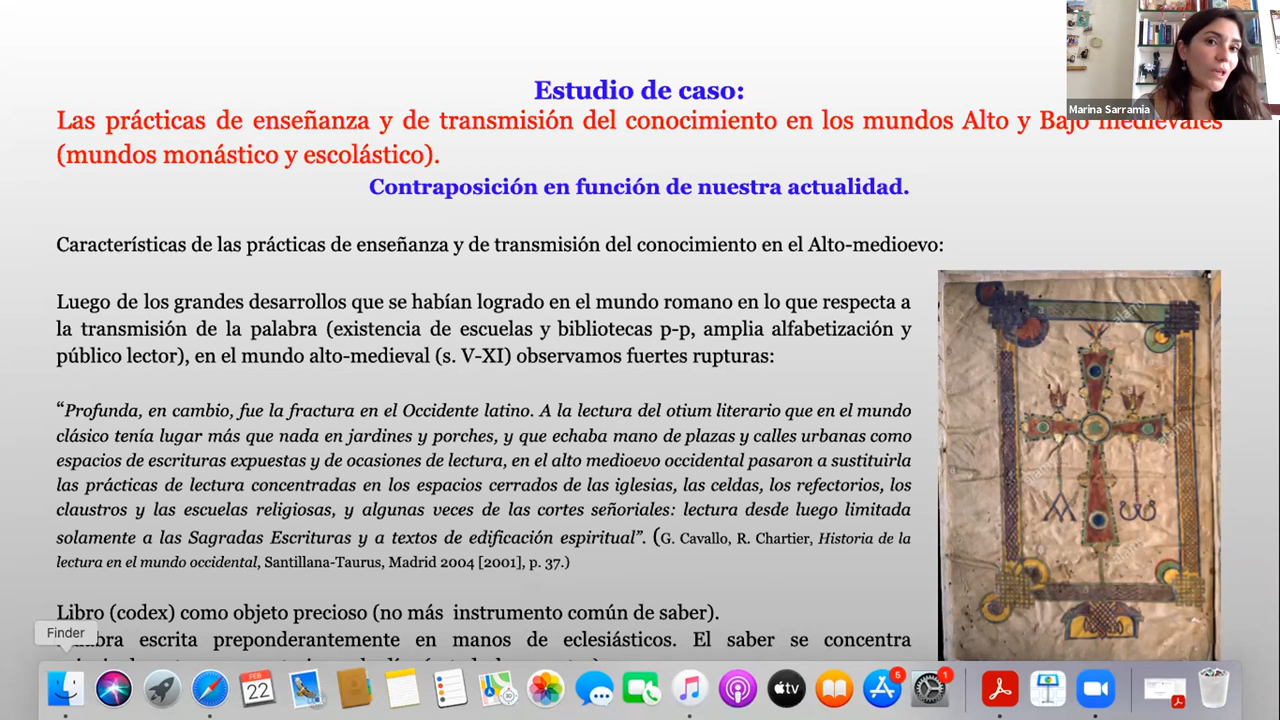 Estudio de caso:
Las prácticas de enseñanza y de transmisión del conocimiento en los mundos Alto y Bajo medievales
(mundos monástico y escolástico).
Contraposición en función de nuestra actualidad.
Marina Sarramia
Características de las prácticas de enseñanza y de transmisión del conocimiento en el Alto-medioevo:
Luego de los grandes desarrollos que se habían logrado en el mundo romano en lo que respecta a
la transmisión de la palabra (existencia de escuelas y bibliotecas p-p, amplia alfabetización y
público lector), en el mundo alto-medieval (s. V-XI) observamos fuertes rupturas:
“Profunda, en cambio, fue la fractura en el Occidente latino. A la lectura del otium literario que en el mundo
clásico tenía lugar más que nada en jardines y porches, y que echaba mano de plazas y calles urbanas como
espacios de escrituras expuestas y de ocasiones de lectura, en el alto medioevo occidental pasaron a sustituirla
las prácticas de lectura concentradas en los espacios cerrados de las iglesias, las celdas, los refectorios, los
claustros y las escuelas religiosas, y algunas veces de las cortes señoriales: lectura desde luego limitada
solamente a las Sagradas Escrituras y a textos de edificación espiritual”. (G. Cavallo, R. Chartier, Historia de la
lectura en el mundo occidental, Santillana-Taurus, Madrid 2004 [2001], p. 37.)
Libro (codex) como objeto precioso (no más instrumento común de saber).
escrita preponderantemente en manos de eclesiásticos. El saber se concentra
Finder
FEB
22
5
1
tv